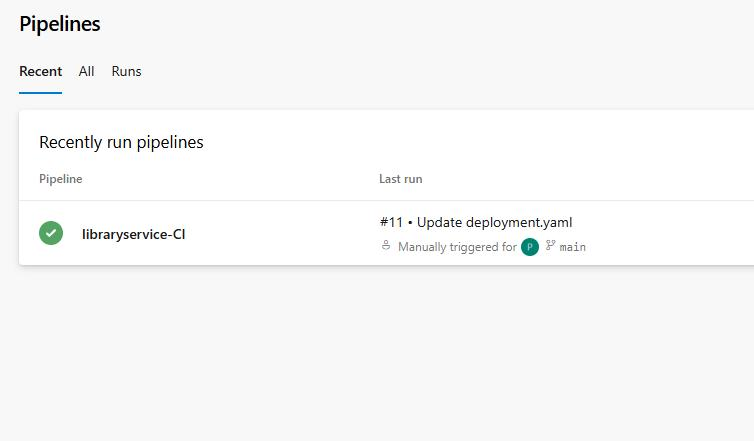 Pipelines
Recent All Runs
Recently run pipelines
Pipeline Last run
libraryservice-CI
#11 • Update deployment.yaml
Manually triggered for P main